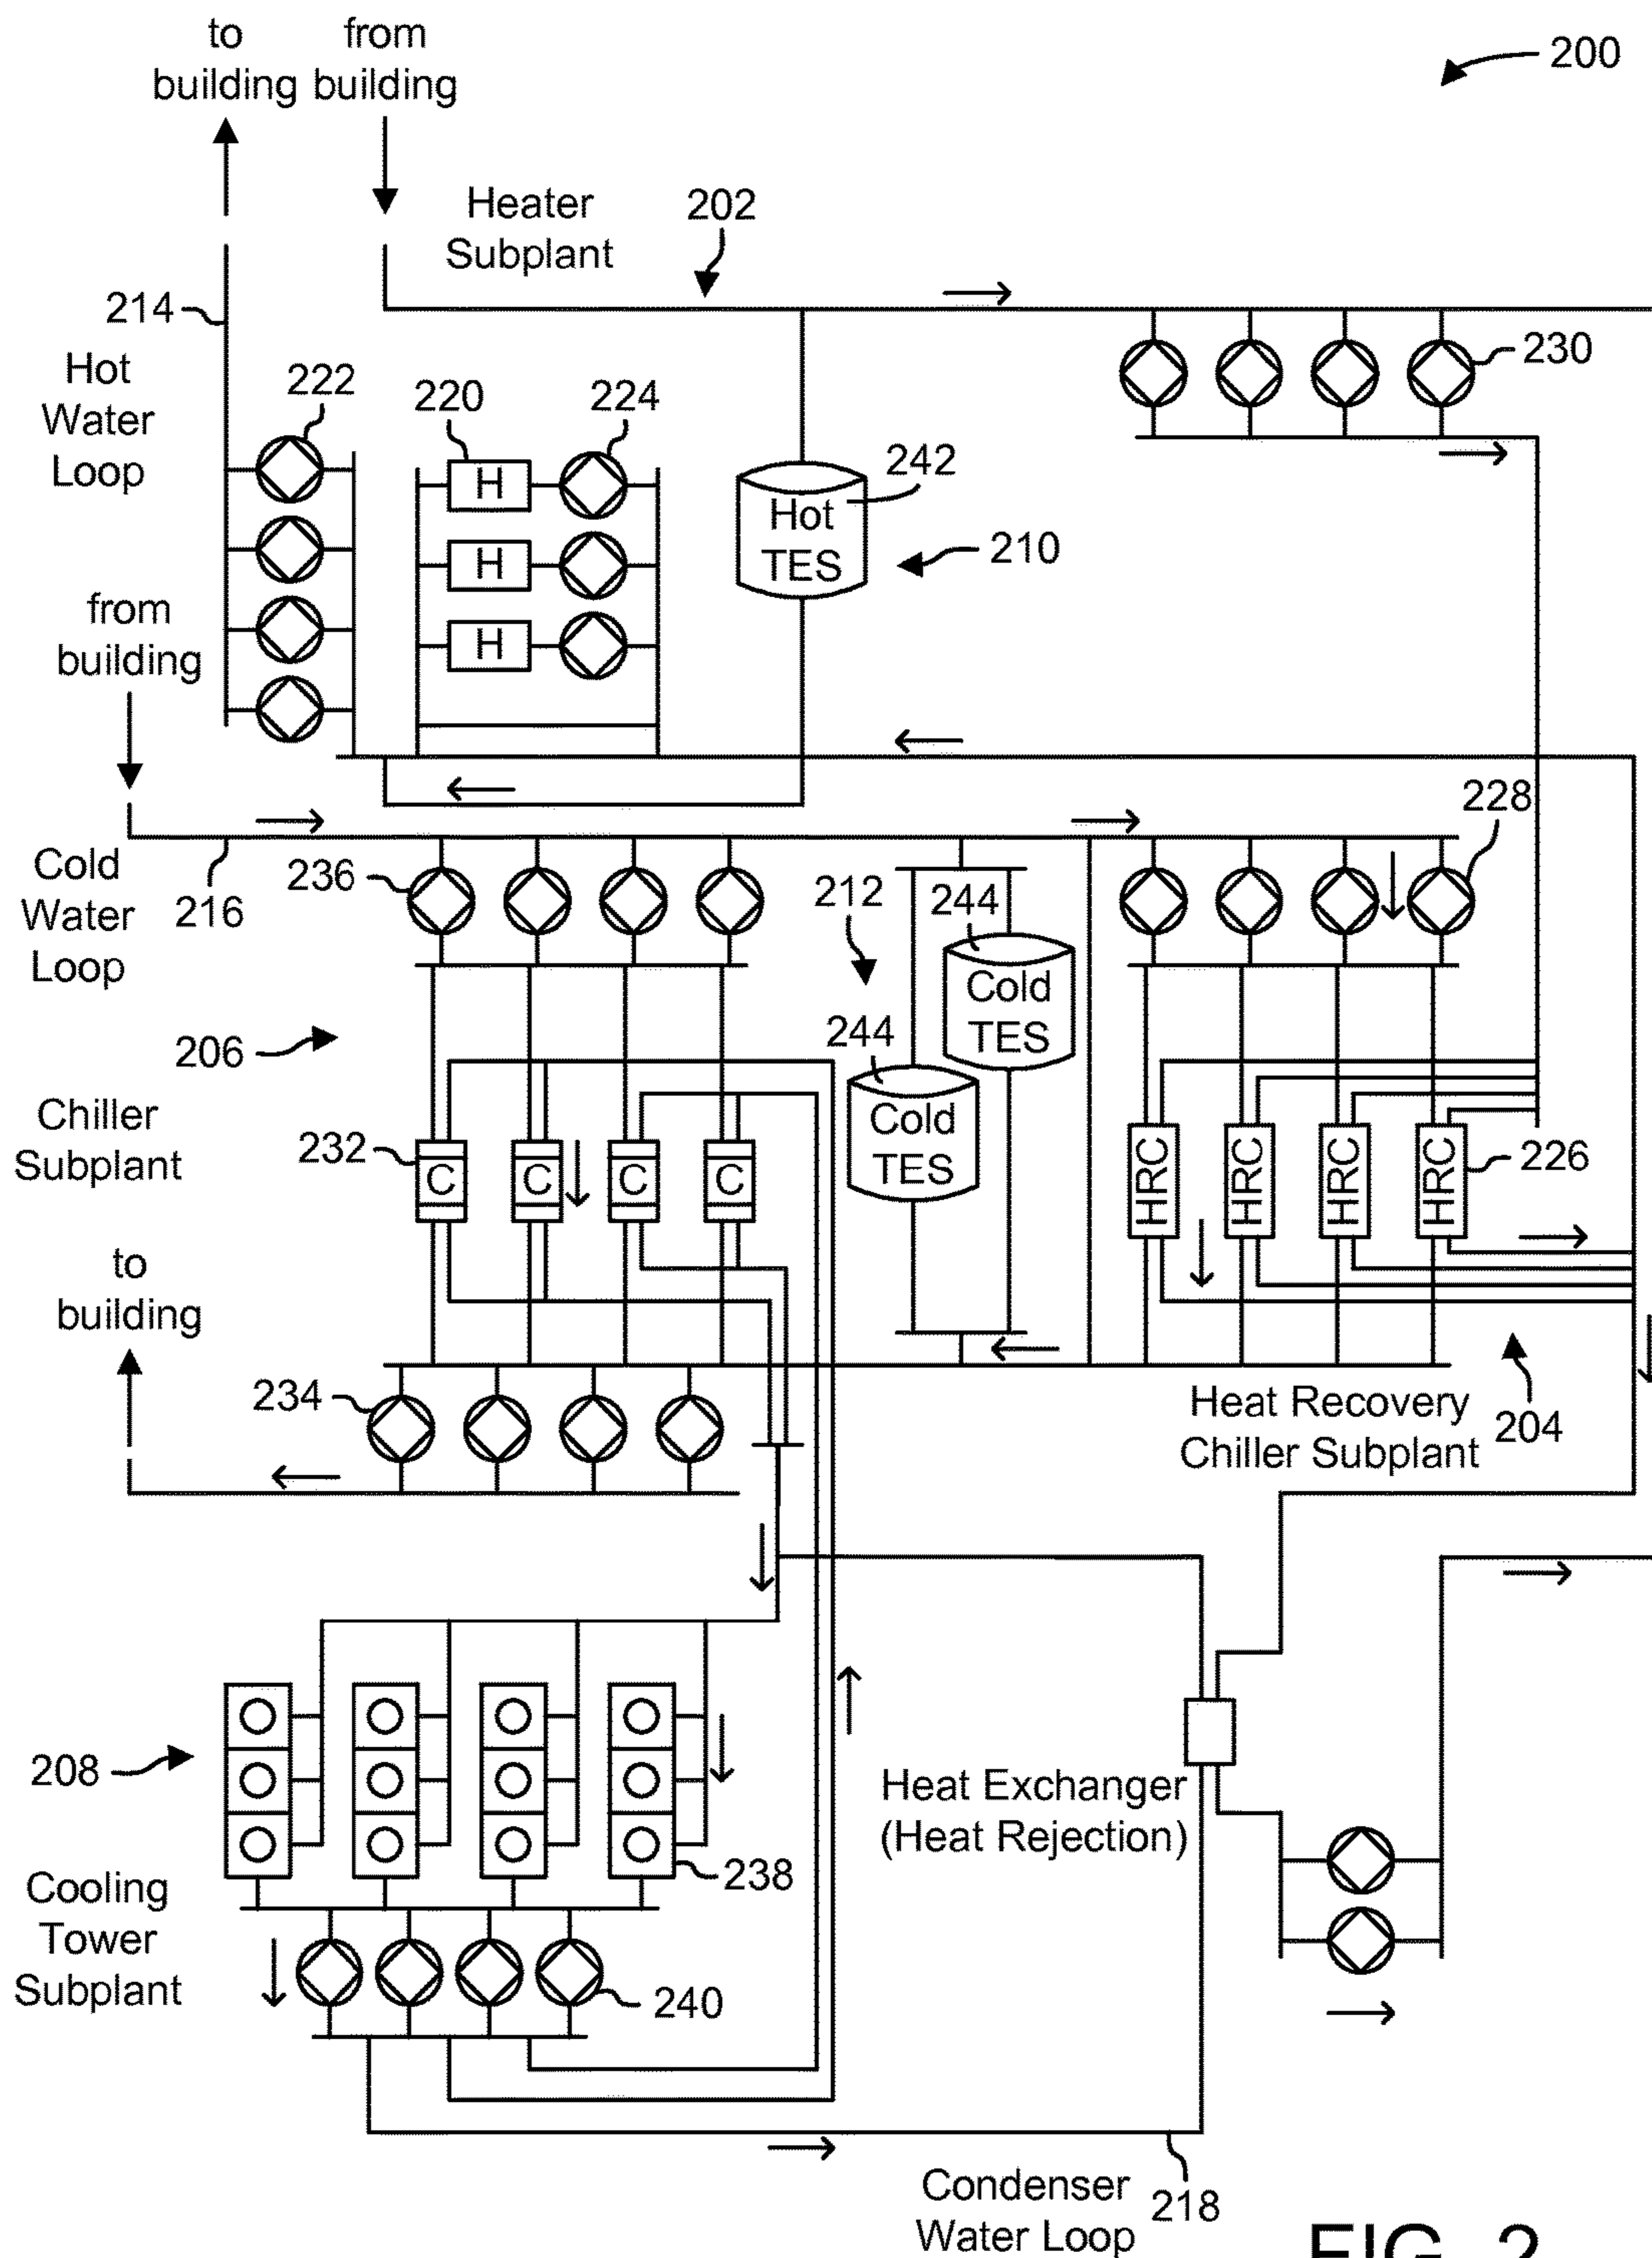 to
building
from
building
200
Heater
Subplant
202
214
Hot
Water
Loop
222
220
224
230
H
H
H
242
Hot
TES
210
from
building
228
Cold
Water
Loop
216
236
212
244
Cold
TES
244
Cold
TES
206
Chiller
Subplant
232
C
C
C
C
HRC
HRC
HRC
HRC
226
to
building
234
Heat Recovery
Chiller Subplant
204
208
Heat Exchanger
(Heat Rejection)
238
Cooling
Tower
Subplant
240
Condenser
Water Loop
218
FIG. 2